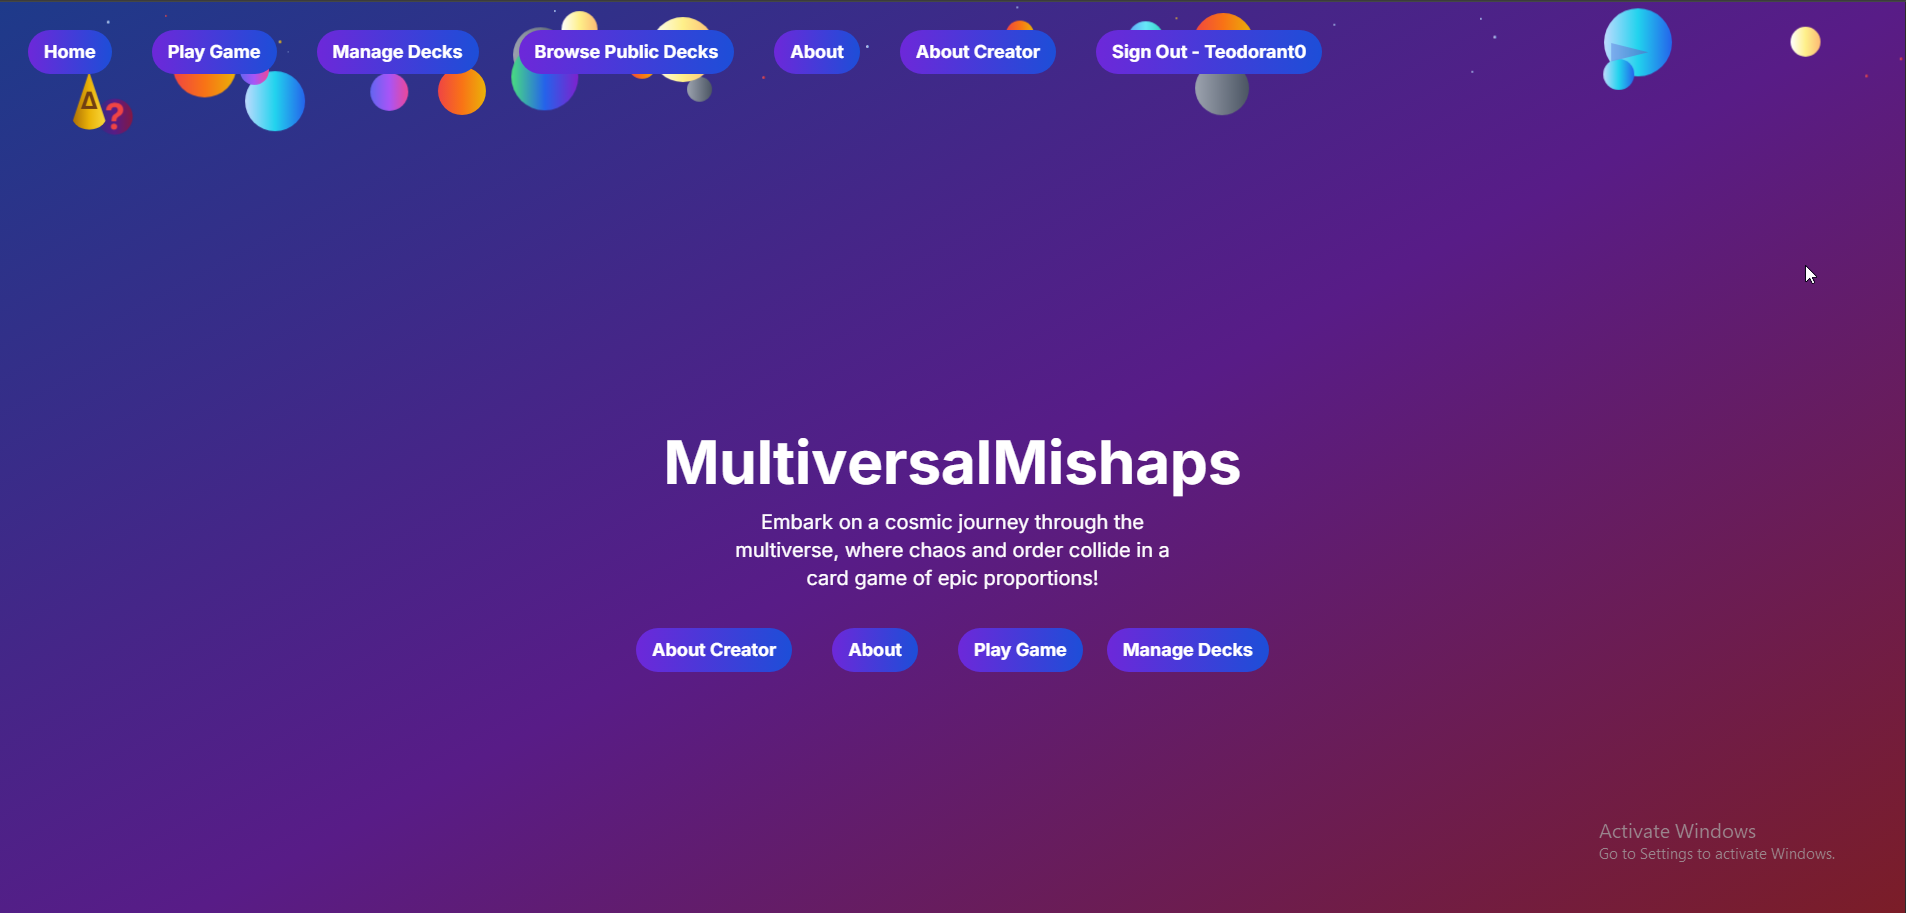 Home
Play Game
Manage Decks
Browse Public Decks
About
About Creator
Sign Out - Teodorant0
Δ
?
MultiversalMishaps
Embark on a cosmic journey through the
multiverse, where chaos and order collide in a
card game of epic proportions!
About Creator
About
Play Game
Manage Decks
Activate Windows
Go to Settings to activate Windows.